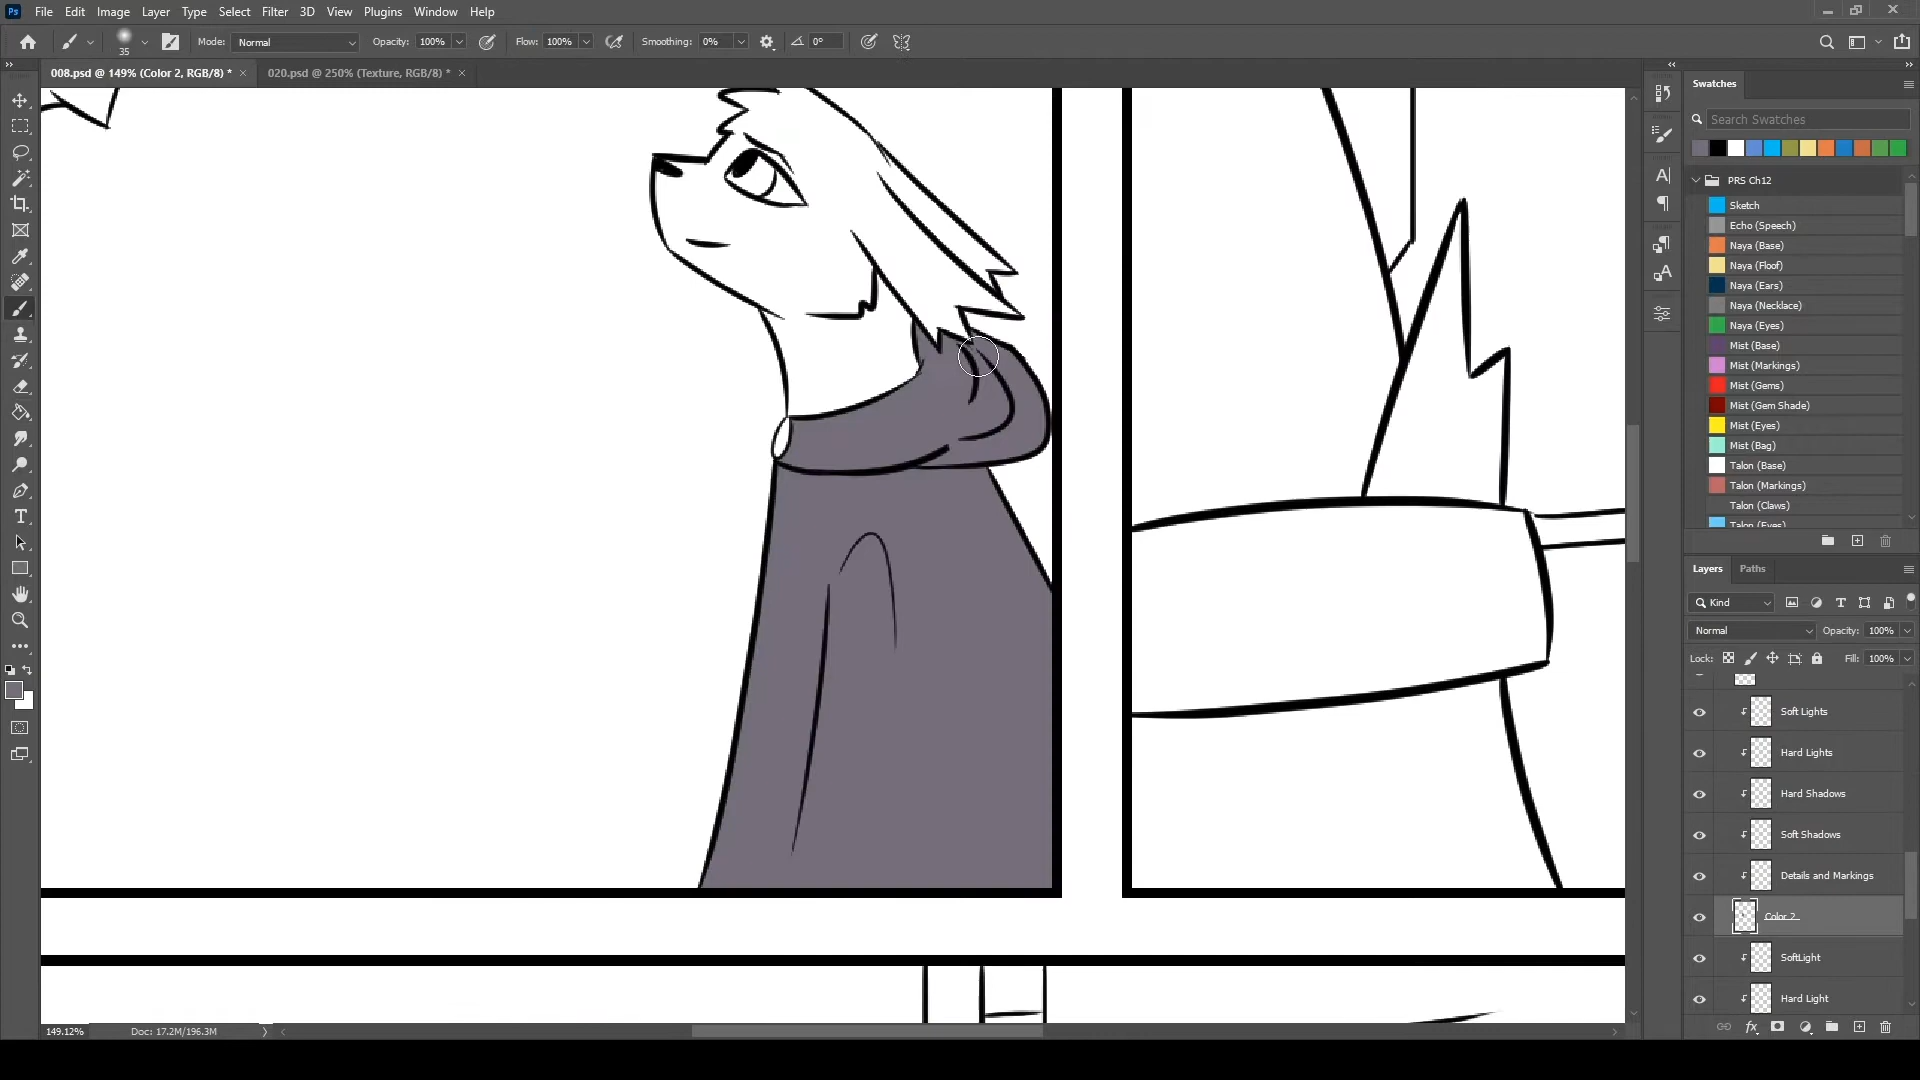 Ps File Edit Image Layer Type Select Filter 3D View Plugins Window Help
35 Mode: Normal Opacity: 100% Flow: 100% Smoothing: 0% 0°
008.psd @ 149% (Color 2, RGB/8) * 020.psd @ 250% (Texture, RGB/8) *
Swatches
Search Swatches
PRS Ch12
Sketch
Echo (Speech)
Naya (Base)
Naya (Floof)
Naya (Ears)
Naya (Necklace)
Naya (Eyes)
Mist (Base)
Mist (Markings)
Mist (Gems)
Mist (Gem Shade)
Mist (Eyes)
Mist (Bag)
Talon (Base)
Talon (Markings)
Talon (Claws)
Talon (Eyes)
Layers Paths
Kind
Normal Opacity: 100%
Lock: Fill: 100%
Soft Lights
Hard Lights
Hard Shadows
Soft Shadows
Details and Markings
Color 2
SoftLight
Hard Light
149.12% Doc: 17.2M/196.3M